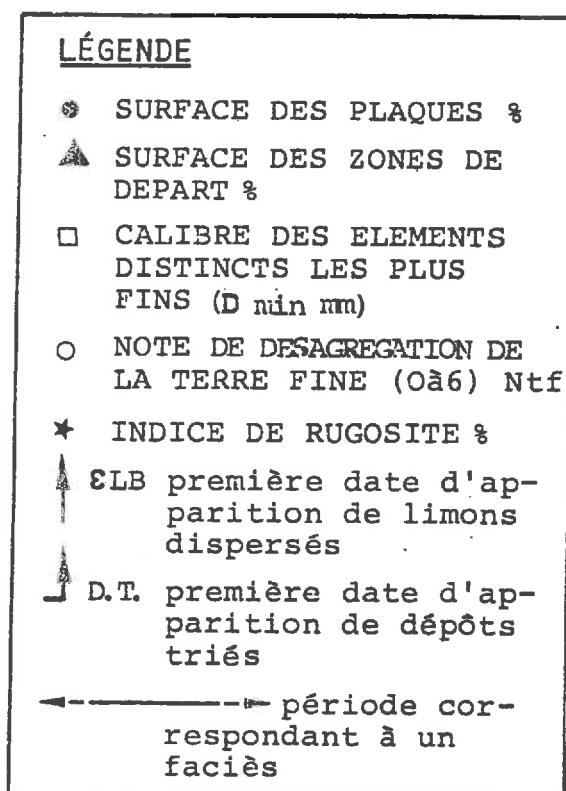 LÉGENDE
SURFACE DES PLAQUES %
SURFACE DES ZONES DE
DEPART %
CALIBRE DES ELEMENTS
DISTINCTS LES PLUS
FINS (D min mm)
NOTE DE DESAGREGATION DE
LA TERRE FINE (0à6) Ntf
INDICE DE RUGOSITE %
εLB première date d'ap-
parition de limons
dispersés
D.T. première date d'ap-
parition de dépôts
triés
période cor-
respondant à un
faciès